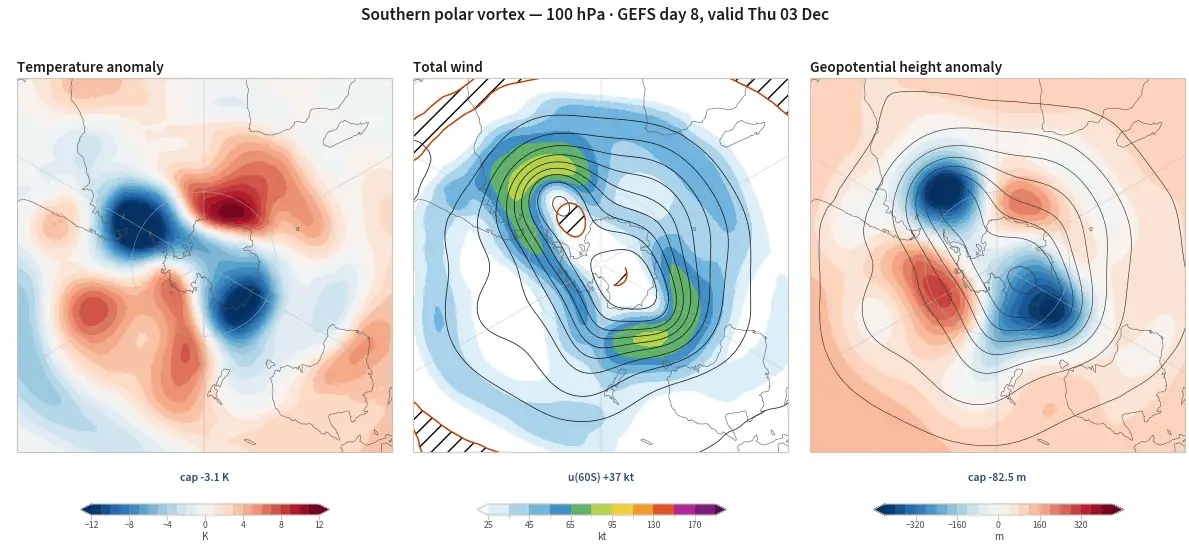 Southern polar vortex — 100 hPa · GEFS day 8, valid Thu 03 Dec
Temperature anomaly
Total wind
Geopotential height anomaly
cap -3.1 K
u(60S) +37 kt
cap -82.5 m
−12 −8 −4 0 4 8 12
K
25 45 65 95 130 170
kt
−320 −160 0 160 320
m